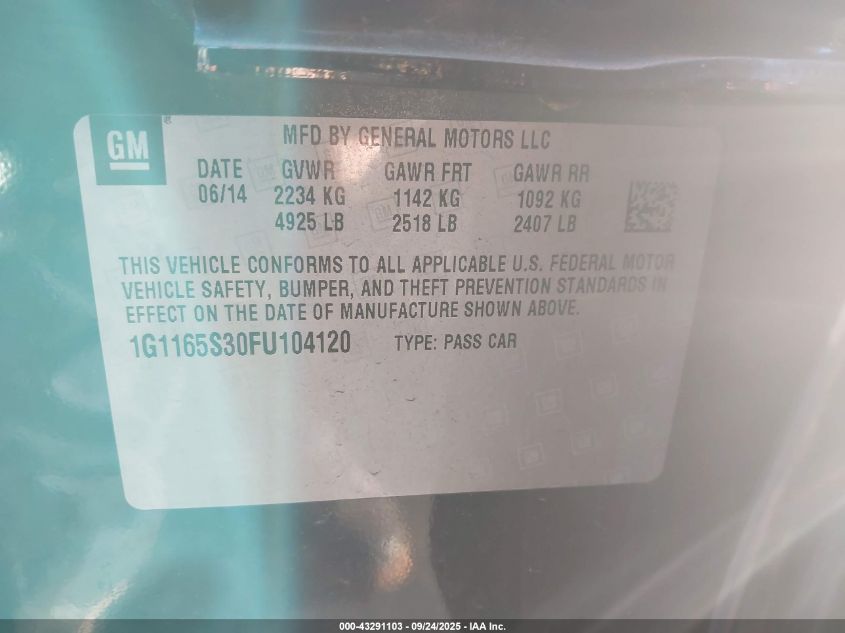 GM
MFD BY GENERAL MOTORS LLC
DATE GVWR GAWR FRT GAWR RR
06/14 2234 KG 1142 KG 1092 KG
4925 LB 2518 LB 2407 LB
THIS VEHICLE CONFORMS TO ALL APPLICABLE U.S. FEDERAL MOTOR
VEHICLE SAFETY, BUMPER, AND THEFT PREVENTION STANDARDS IN
EFFECT ON THE DATE OF MANUFACTURE SHOWN ABOVE.
1G1165S30FU104120 TYPE: PASS CAR
000-43291103 - 09/24/2025 - IAA Inc.